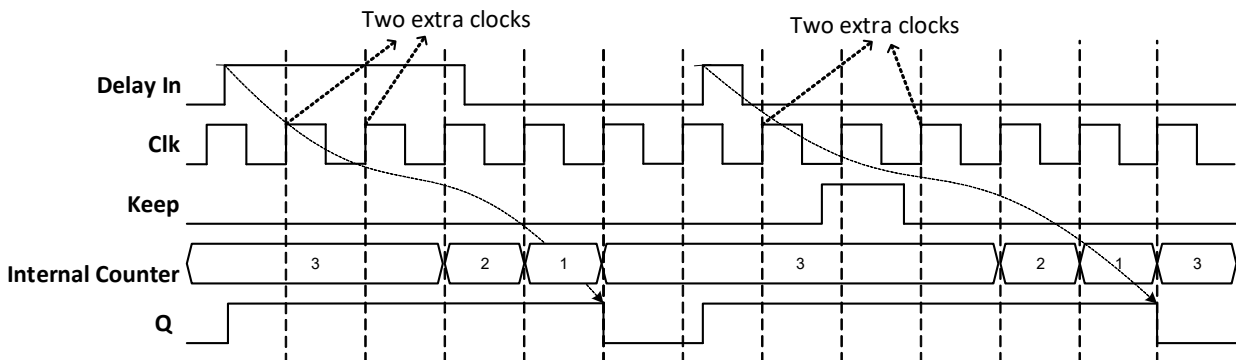 Two extra clocks
Two extra clocks
Delay In
Clk
Keep
Internal Counter
3
2
1
3
2
1
3
Q